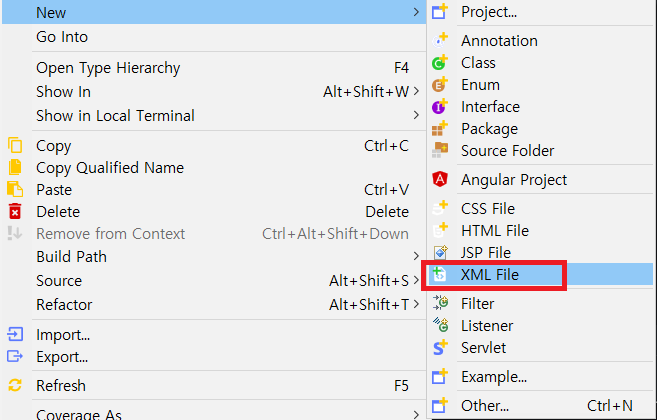 New
Go Into
Open Type Hierarchy F4
Show In Alt+Shift+W
Show in Local Terminal
Copy Ctrl+C
Copy Qualified Name
Paste Ctrl+V
Delete Delete
Remove from Context Ctrl+Alt+Shift+Down
Build Path
Source Alt+Shift+S
Refactor Alt+Shift+T
Import...
Export...
Refresh F5
Coverage As
Project...
Annotation
Class
Enum
Interface
Package
Source Folder
Angular Project
CSS File
HTML File
JSP File
XML File
Filter
Listener
Servlet
Example...
Other... Ctrl+N